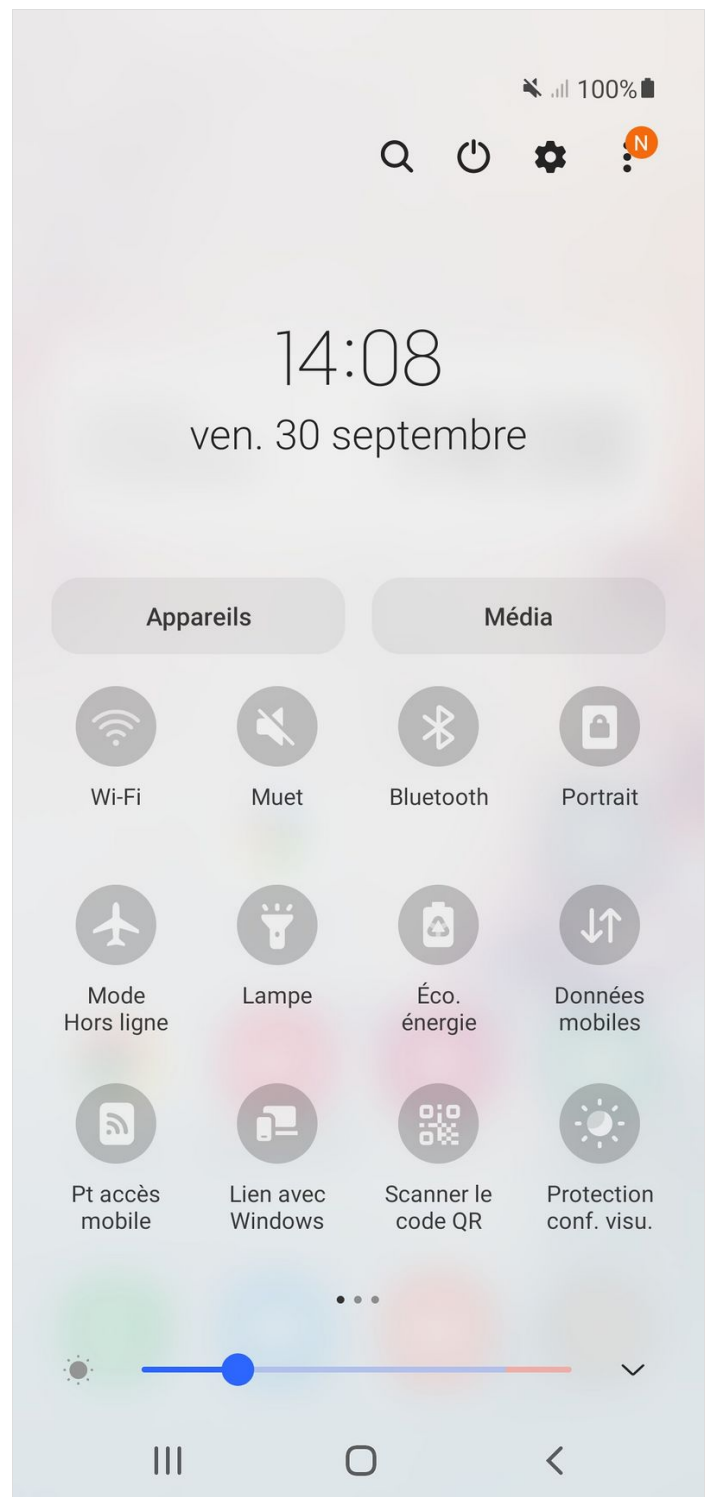 100%
N
14:08
ven. 30 septembre
Appareils Média
Wi-Fi Muet Bluetooth Portrait
Mode
Hors ligne
Lampe
Éco.
énergie
Données
mobiles
Pt accès
mobile
Lien avec
Windows
Scanner le
code QR
Protection
conf. visu.